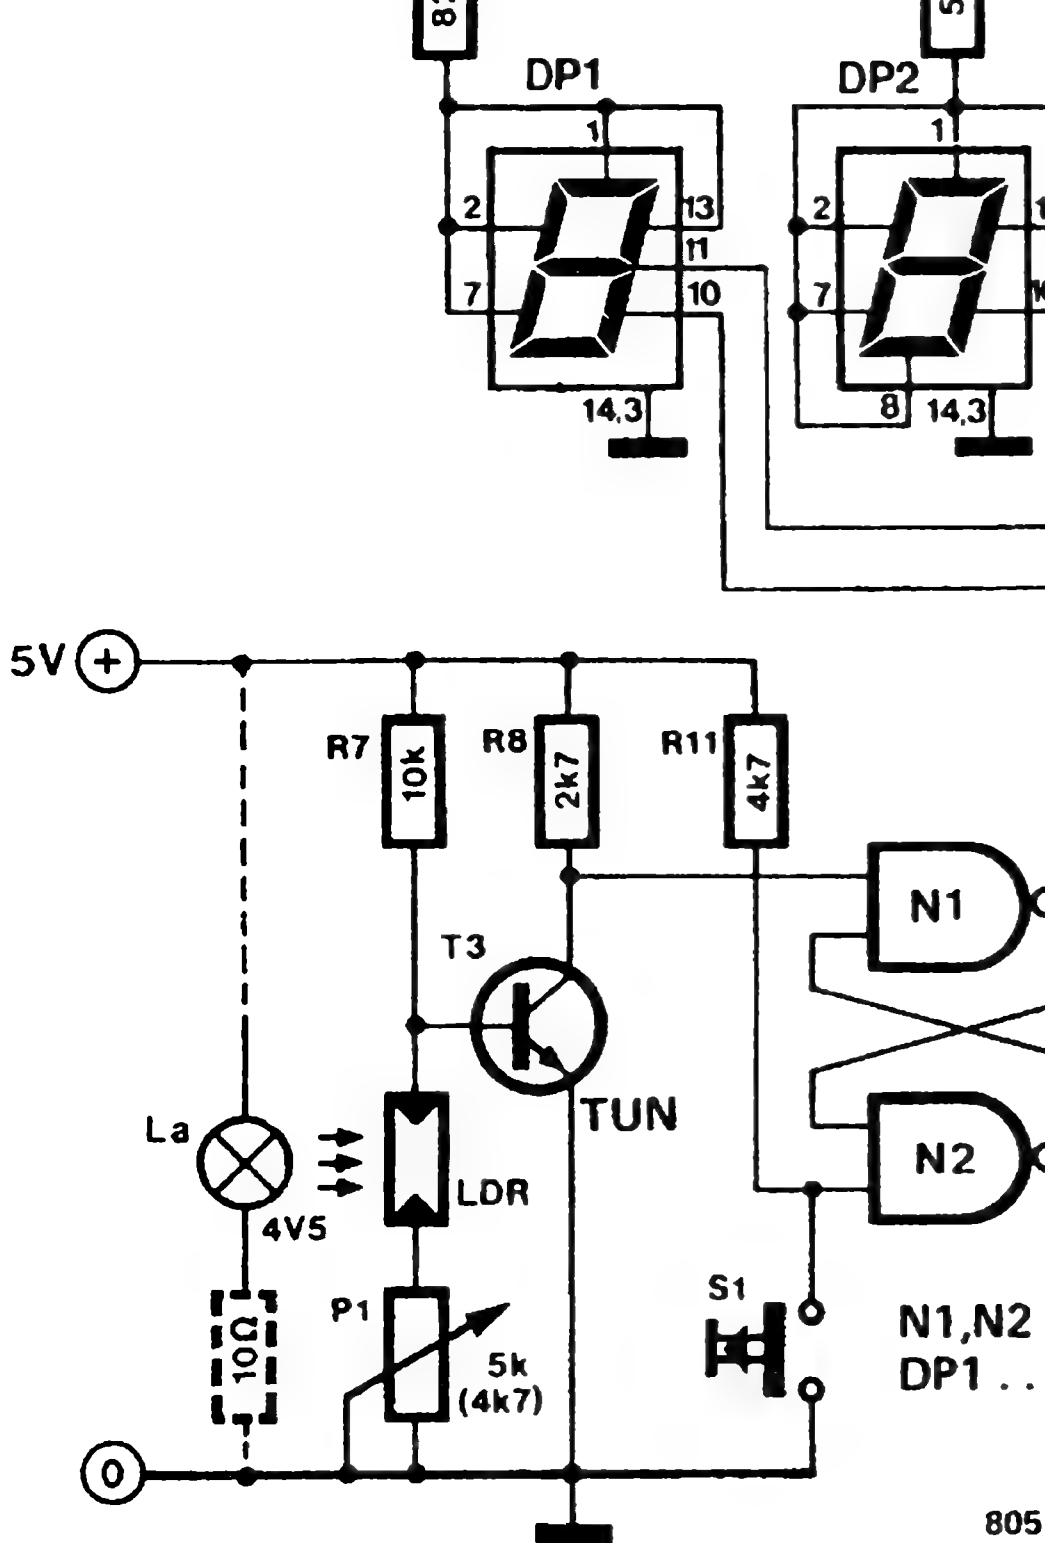 DP1 DP2
1 1
2 13 2
11
7 10 7
14,3 8 14,3
5V +
R7 10k R8 2k7 R11 4k7
N1
T3
TUN
La
N2
LDR
4V5
S1
P1
10Ω
5k
(4k7)
N1,N2
DP1 . .
0
805